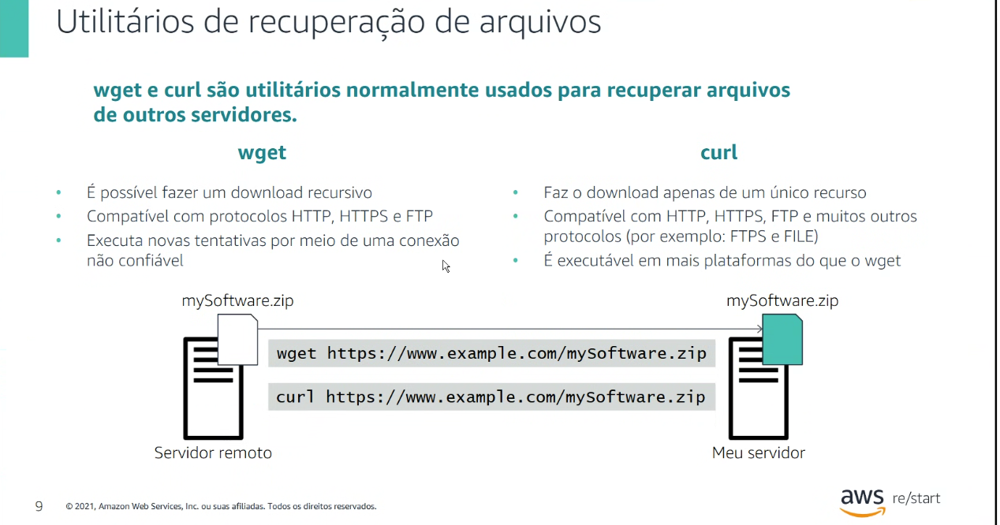 Utilitários de recuperação de arquivos
wget e curl são utilitários normalmente usados para recuperar arquivos
de outros servidores.
wget
• É possível fazer um download recursivo
• Compatível com protocolos HTTP, HTTPS e FTP
• Executa novas tentativas por meio de uma conexão
não confiável
curl
• Faz o download apenas de um único recurso
• Compatível com HTTP, HTTPS, FTP e muitos outros
protocolos (por exemplo: FTPS e FILE)
• É executável em mais plataformas do que o wget
mySoftware.zip
mySoftware.zip
wget https://www.example.com/mySoftware.zip
curl https://www.example.com/mySoftware.zip
Servidor remoto
Meu servidor
9
© 2021, Amazon Web Services, Inc. ou suas afiliadas. Todos os direitos reservados.
aws re/start